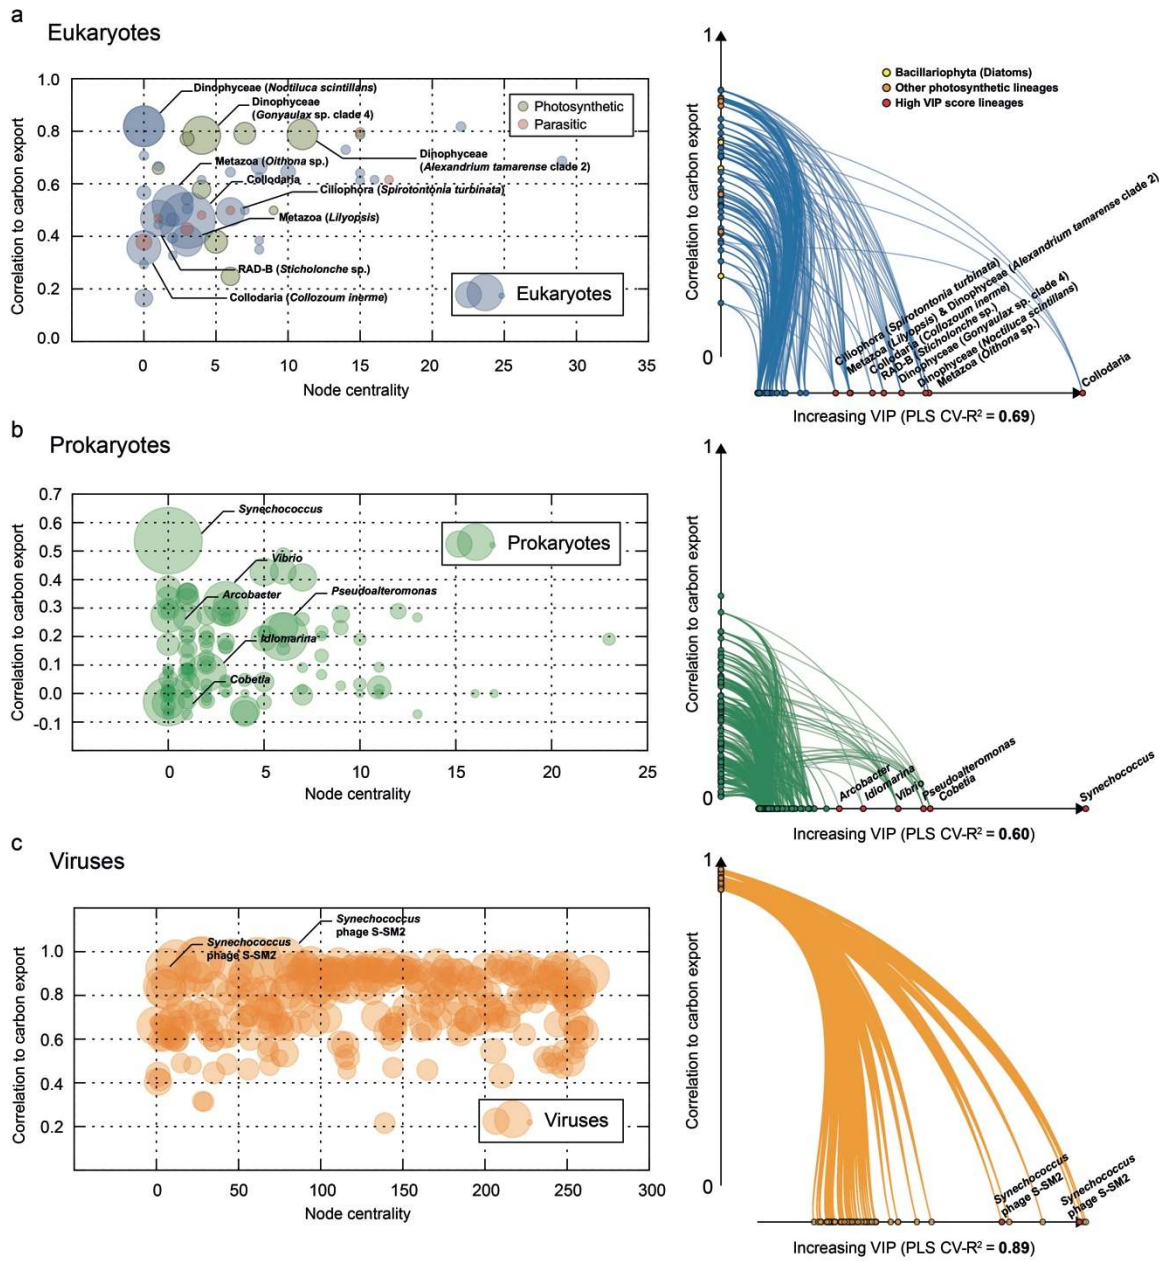 a
Eukaryotes
1.0
0.8
0.6
0.4
0.2
0.0
Correlation to carbon export
Dinophyceae (Noctiluca scintillans)
Dinophyceae
(Gonyaulax sp. clade 4)
Photosynthetic
Parasitic
Dinophyceae
(Alexandrium tamarense clade 2)
Metazoa (Oithona sp.)
Collodaria
Ciliophora (Spirotontonia turbinata)
Metazoa (Lilyopsis)
RAD-B (Sticholonche sp.)
Collodaria (Collozoum inerme)
Eukaryotes
0 5 10 15 20 25 30 35
Node centrality
1
Correlation to carbon export
0
Bacillariophyta (Diatoms)
Other photosynthetic lineages
High VIP score lineages
Ciliophora (Spirotontonia turbinata)
Metazoa (Lilyopsis) & Dinophyceae (Alexandrium tamarense clade 2)
Collodaria (Collozoum inerme)
RAD-B (Sticholonche sp.)
Dinophyceae (Gonyaulax sp. clade 4)
Dinophyceae (Noctiluca scintillans)
Metazoa (Oithona sp.)
Collodaria
Increasing VIP (PLS CV-R² = 0.69)
b
Prokaryotes
0.7
0.6
0.5
0.4
0.3
0.2
0.1
0.0
-0.1
Correlation to carbon export
Synechococcus
Vibrio
Arcobacter
Pseudoalteromonas
Idiomarina
Cobetia
Prokaryotes
0 5 10 15 20 25
Node centrality
1
Correlation to carbon export
0
Arcobacter
Idiomarina
Vibrio
Pseudoalteromonas
Cobetia
Synechococcus
Increasing VIP (PLS CV-R² = 0.60)
c
Viruses
1.0
0.8
0.6
0.4
0.2
Correlation to carbon export
Synechococcus
phage S-SM2
Synechococcus
phage S-SM2
Viruses
0 50 100 150 200 250 300
Node centrality
1
Correlation to carbon export
0
Synechococcus
phage S-SM2
Synechococcus
phage S-SM2
Increasing VIP (PLS CV-R² = 0.89)